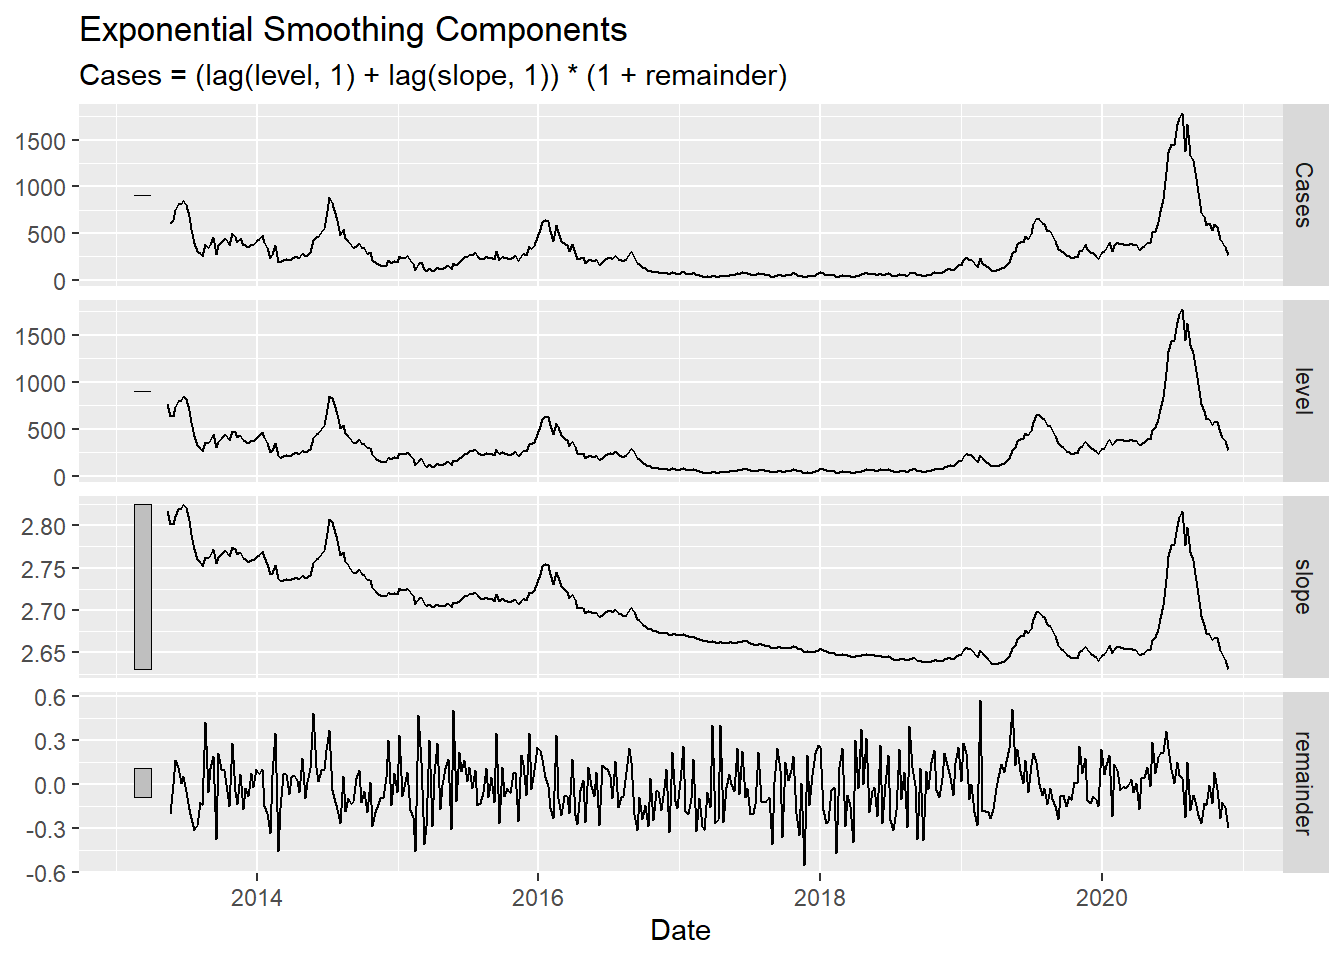 Exponential Smoothing Components
Cases = (lag(level, 1) + lag(slope, 1)) * (1 + remainder)
1500
1000
500
0
Cases
1500
1000
500
0
level
2.80
2.75
2.70
2.65
slope
0.6
0.3
0.0
-0.3
-0.6
remainder
2014 2016 2018 2020
Date